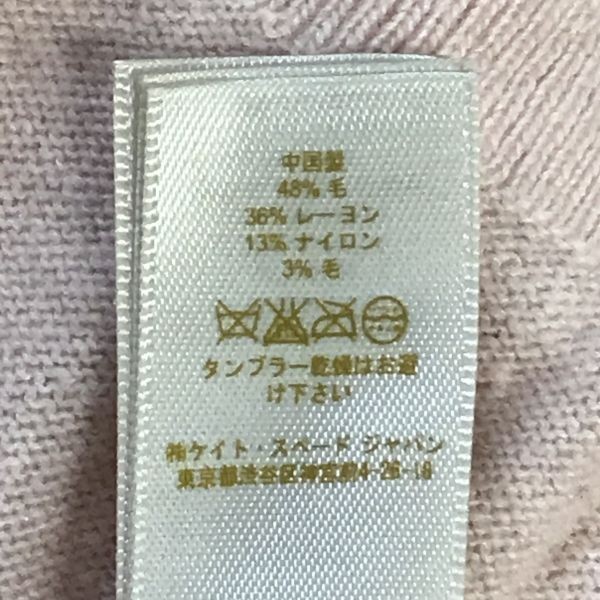 中国製
48% 毛
36% レーヨン
13% ナイロン
3% 毛
タンブラー乾燥はお避
け下さい
㈱ケイト・スペード ジャパン
東京都渋谷区神宮前4-26-18